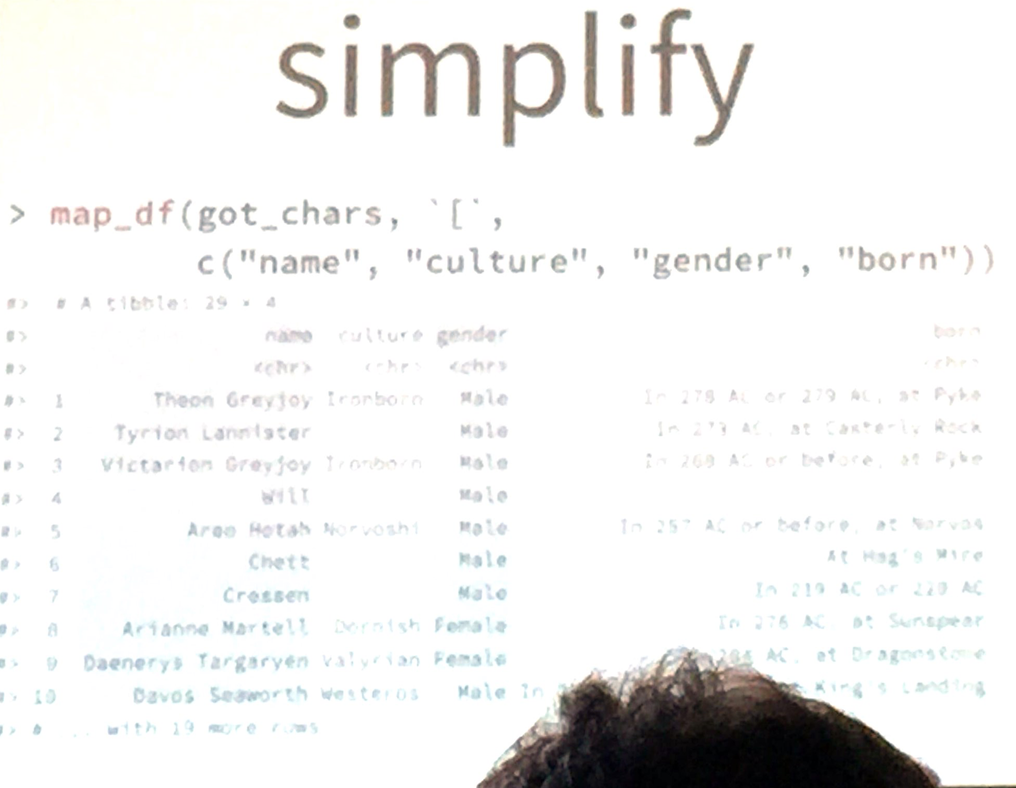 simplify
> map_df(got_chars, `[`,
c("name", "culture", "gender", "born"))
#> # A tibble: 29 × 4
#> name culture gender born
#> <chr> <chr> <chr> <chr>
#> 1 Theon Greyjoy Ironborn Male In 278 AC or 279 AC, at Pyke
#> 2 Tyrion Lannister Male In 273 AC, at Casterly Rock
#> 3 Victarion Greyjoy Ironborn Male In 268 AC or before, at Pyke
#> 4 Will Male
#> 5 Areo Hotah Norvoshi Male In 257 AC or before, at Norvos
#> 6 Chett Male At Hag's Mire
#> 7 Cressen Male In 219 AC or 220 AC
#> 8 Arianne Martell Dornish Female In 276 AC, at Sunspear
#> 9 Daenerys Targaryen Valyrian Female AC, at Dragonstone
#> 10 Davos Seaworth Westeros Male In King's Landing
#> # ... with 19 more rows